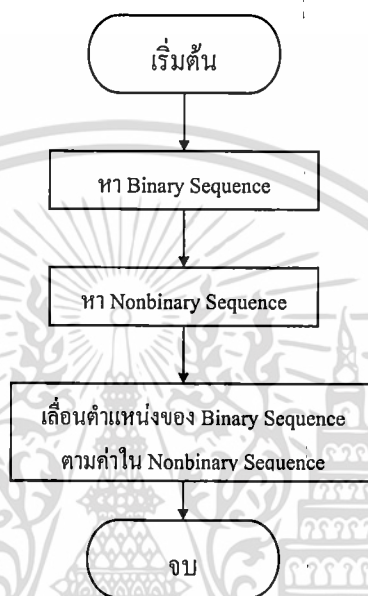 เริ่มต้น
หา Binary Sequence
หา Nonbinary Sequence
เลื่อนตำแหน่งของ Binary Sequence
ตามค่าใน Nonbinary Sequence
จบ